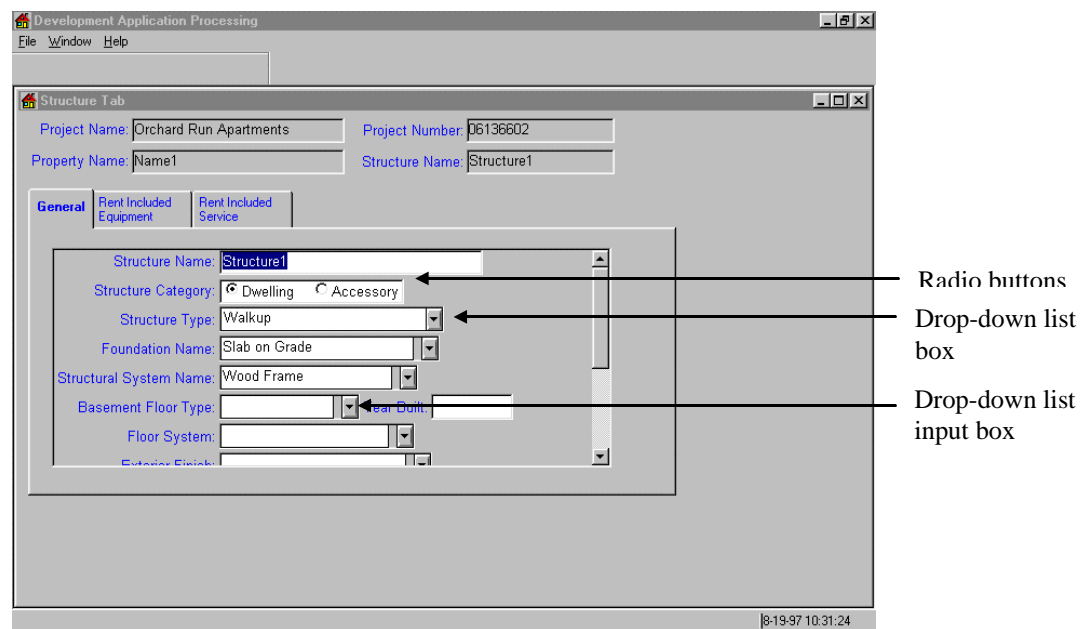 Development Application Processing
File Window Help
Structure Tab
Project Name: Orchard Run Apartments Project Number: 06136602
Property Name: Name1 Structure Name: Structure1
General Rent Included Equipment Rent Included Service
Structure Name: Structure1
Structure Category: Dwelling Accessory
Radio buttons
Structure Type: Walkup
Drop-down list
box
Foundation Name: Slab on Grade
Structural System Name: Wood Frame
Basement Floor Type: Year Built:
Drop-down list
input box
Floor System:
Exterior Finish:
8-19-97 10:31:24